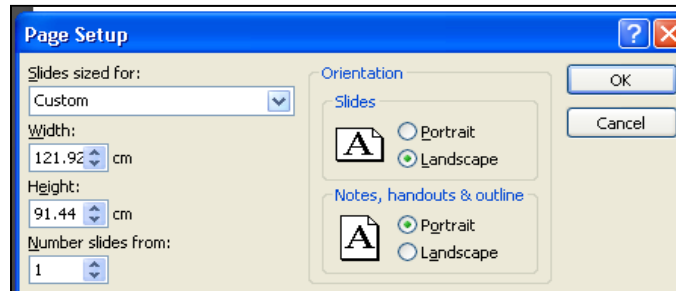 Page Setup
Slides sized for:
Custom
Width:
121.92 cm
Height:
91.44 cm
Number slides from:
1
Orientation
Slides
A
Portrait
Landscape
Notes, handouts & outline
A
Portrait
Landscape
OK
Cancel